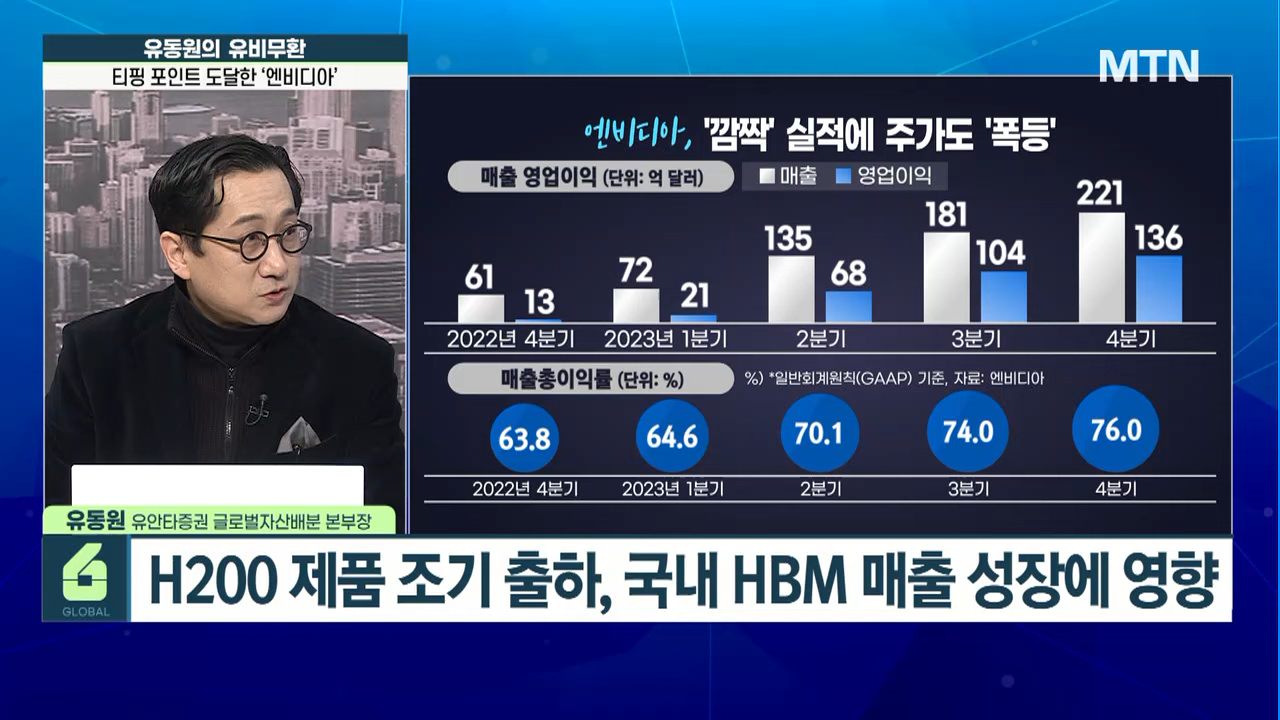 유동원의 유비무환
티핑 포인트 도달한 '엔비디아'
MTN
엔비디아, '깜짝' 실적에 주가도 '폭등'
매출 영업이익 (단위: 억 달러)
매출 영업이익
61 13 72 21 135 68 181 104 221 136
2022년 4분기 2023년 1분기 2분기 3분기 4분기
매출총이익률 (단위: %)
%) *일반회계원칙(GAAP) 기준, 자료: 엔비디아
63.8 64.6 70.1 74.0 76.0
2022년 4분기 2023년 1분기 2분기 3분기 4분기
유동원 유안타증권 글로벌자산배분 본부장
6
GLOBAL
H200 제품 조기 출하, 국내 HBM 매출 성장에 영향